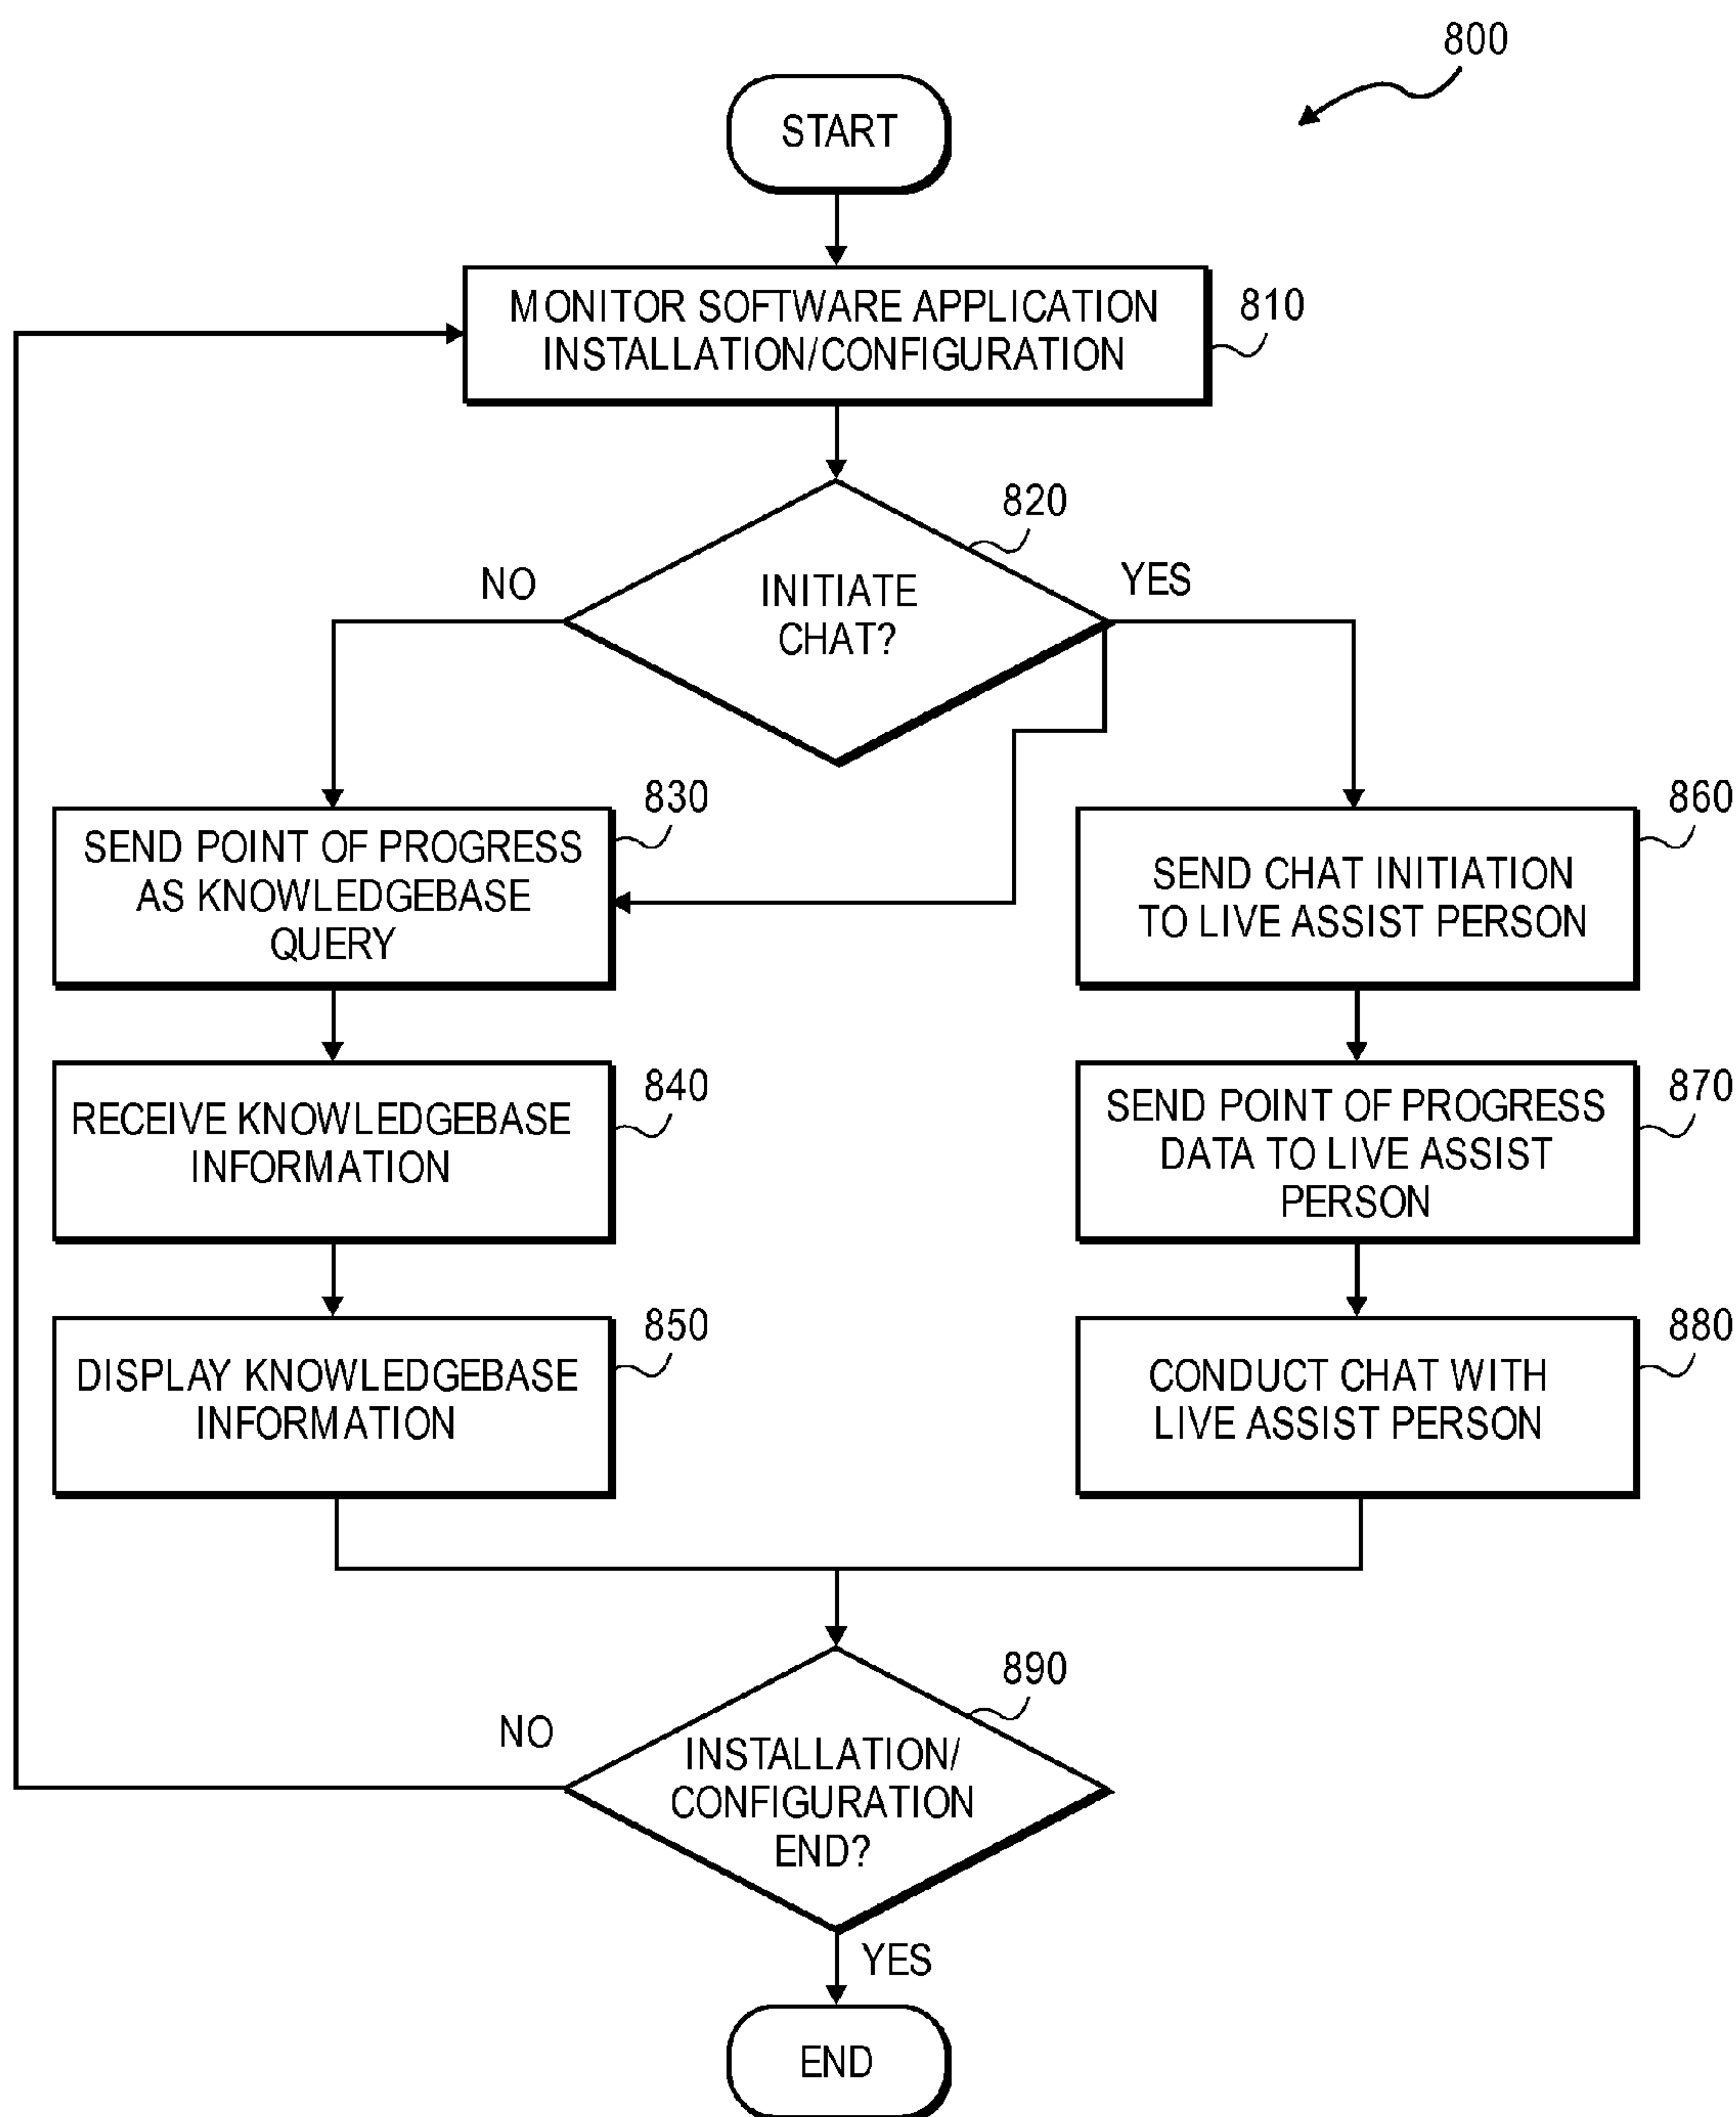 800
START
MONITOR SOFTWARE APPLICATION
INSTALLATION/CONFIGURATION
810
820
NO
INITIATE
CHAT?
YES
830
SEND POINT OF PROGRESS
AS KNOWLEDGEBASE
QUERY
860
SEND CHAT INITIATION
TO LIVE ASSIST PERSON
840
RECEIVE KNOWLEDGEBASE
INFORMATION
870
SEND POINT OF PROGRESS
DATA TO LIVE ASSIST
PERSON
850
DISPLAY KNOWLEDGEBASE
INFORMATION
880
CONDUCT CHAT WITH
LIVE ASSIST PERSON
890
NO
INSTALLATION/
CONFIGURATION
END?
YES
END